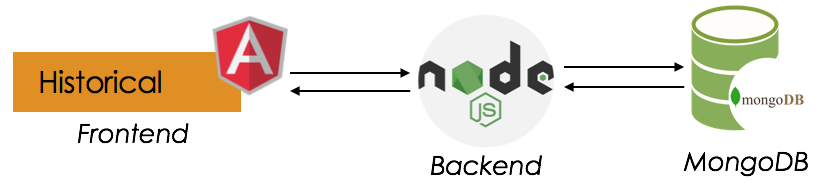 Historical
A
Frontend
node
JS
Backend
mongoDB
MongoDB